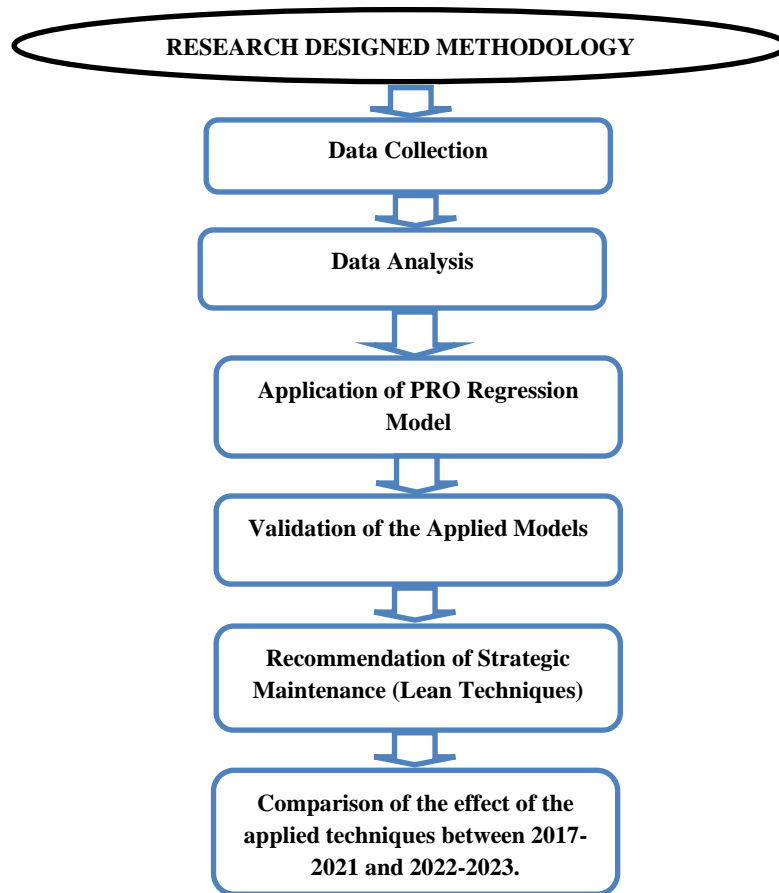 RESEARCH DESIGNED METHODOLOGY
Data Collection
Data Analysis
Application of PRO Regression
Model
Validation of the Applied Models
Recommendation of Strategic
Maintenance (Lean Techniques)
Comparison of the effect of the
applied techniques between 2017-
2021 and 2022-2023.